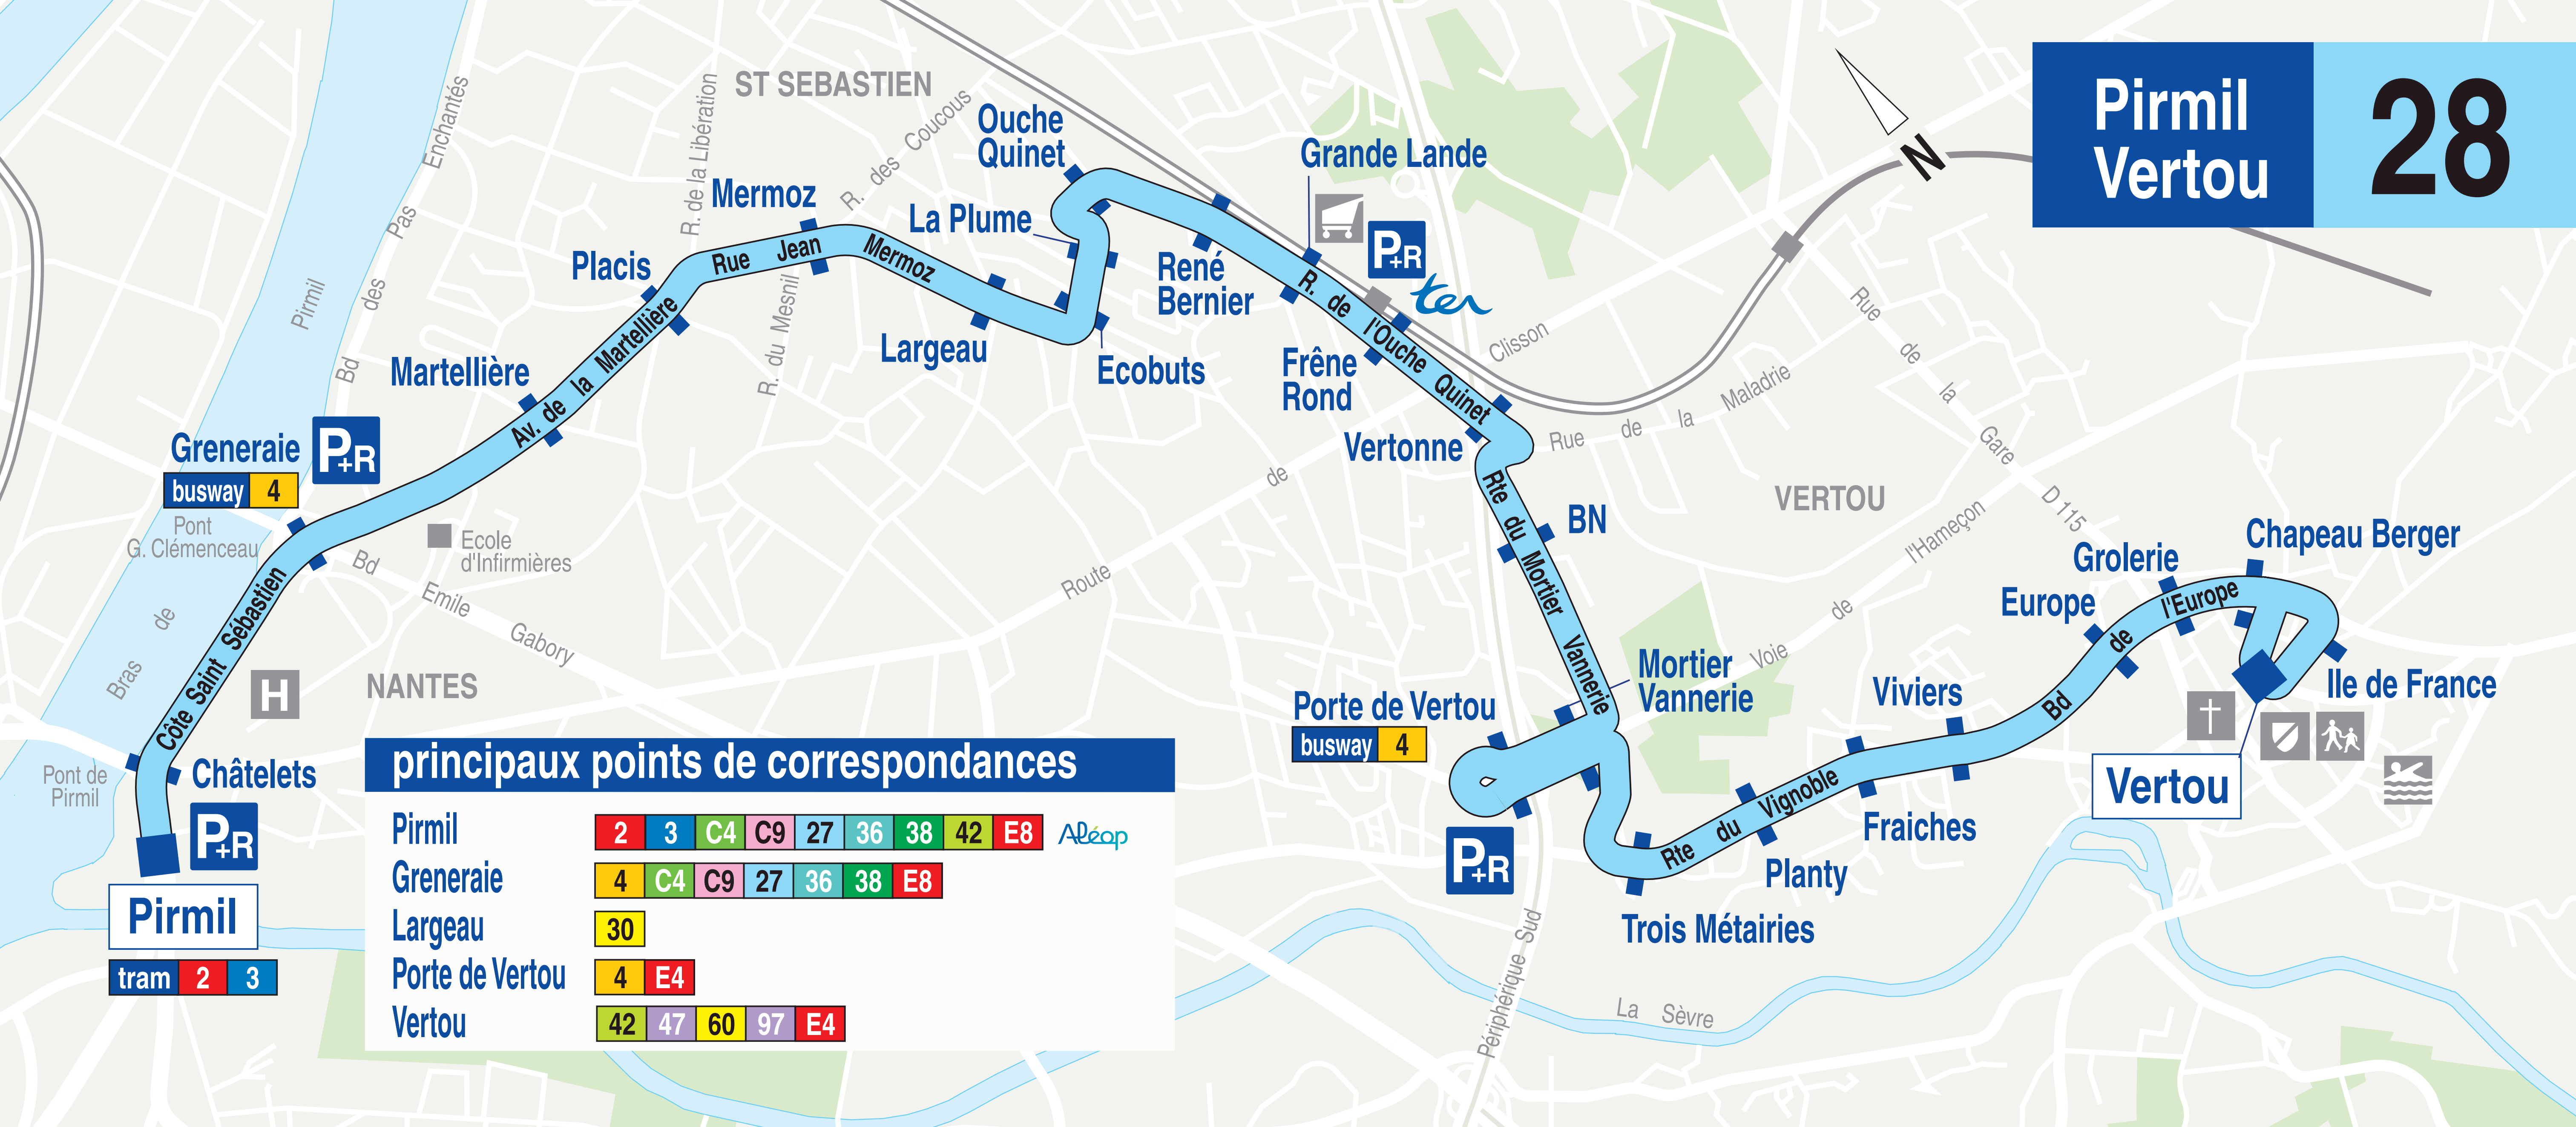 Pirmil
Vertou
28
N
ST SEBASTIEN
R. de la Libération
R. des Coucous
Bd des Pas Enchantés
Bras de Pirmil
Ouche
Quinet
Grande Lande
P+R
ter
Mermoz
La Plume
Placis
Rue Jean Mermoz
R. du Mesnil
René
Bernier
R. de l'Ouche Quinet
Largeau
Ecobuts
Frêne
Rond
Clisson
Route de
Rue de la Maladrie
Rue de la Gare
D 115
Martellière
Av. de la Martellière
Greneraie
busway 4
P+R
Vertonne
Pont
G. Clémenceau
Ecole
d'Infirmières
Bd Emile Gabory
VERTOU
BN
Rte du Mortier Vannerie
Voie de l'Hameçon
Chapeau Berger
Grolerie
Europe
Bd de l'Europe
Côte Saint Sébastien
H
NANTES
Mortier
Vannerie
Ile de France
Viviers
Porte de Vertou
busway 4
P+R
Châtelets
Pont de
Pirmil
P+R
Vertou
Rte du Vignoble
Fraiches
Planty
Trois Métairies
Pirmil
tram 2 3
Périphérique Sud
La Sèvre
principaux points de correspondances
Pirmil 2 3 C4 C9 27 36 38 42 E8 Aléop
Greneraie 4 C4 C9 27 36 38 E8
Largeau 30
Porte de Vertou 4 E4
Vertou 42 47 60 97 E4